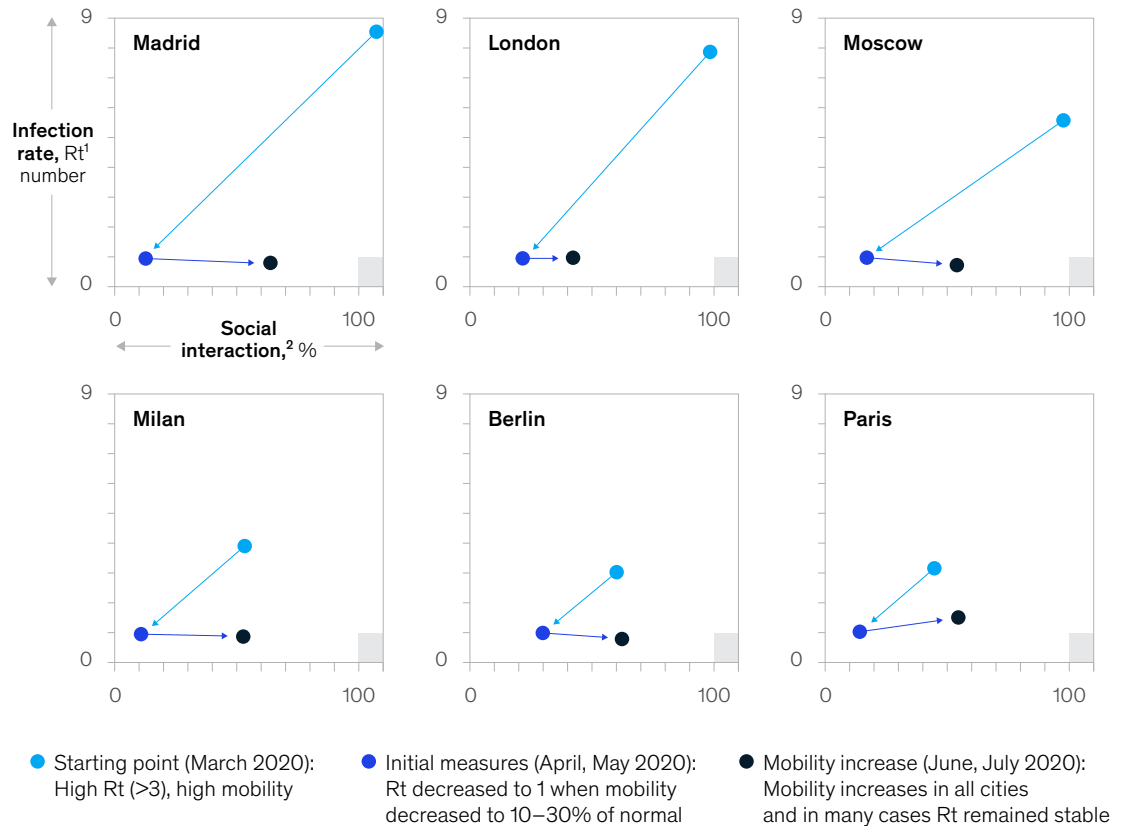 9
Madrid
Infection
rate, Rt¹
number
0
0
100
Social
interaction,² %
9
London
0
0
100
9
Moscow
0
0
100
9
Milan
0
0
100
9
Berlin
0
0
100
9
Paris
0
0
100
Starting point (March 2020):
High Rt (>3), high mobility
Initial measures (April, May 2020):
Rt decreased to 1 when mobility
decreased to 10–30% of normal
Mobility increase (June, July 2020):
Mobility increases in all cities
and in many cases Rt remained stable